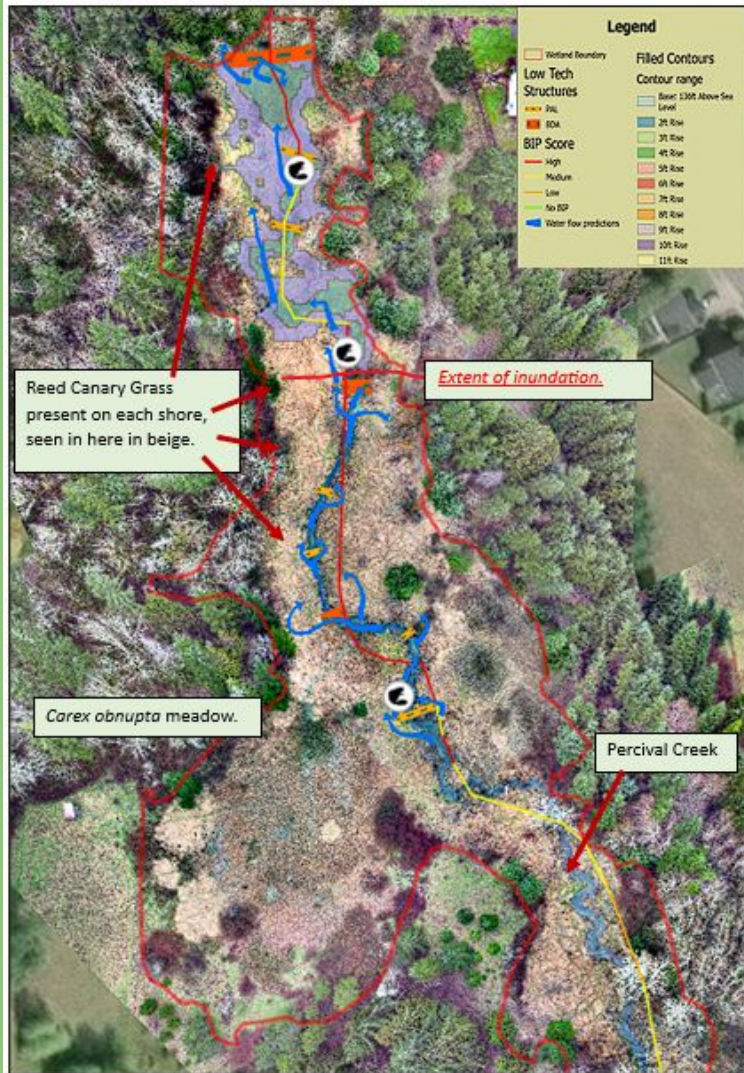 Legend
Wetland Boundary
Low Tech
Structures
PAL
BDA
BIP Score
High
Medium
Low
No BIP
Water flow predictions
Filled Contours
Contour range
Base: 136ft Above Sea
Level
2ft Rise
3ft Rise
4ft Rise
5ft Rise
6ft Rise
7ft Rise
8ft Rise
9ft Rise
10ft Rise
11ft Rise
Reed Canary Grass
present on each shore,
seen in here in beige.
Extent of inundation.
Carex obnupta meadow.
Percival Creek